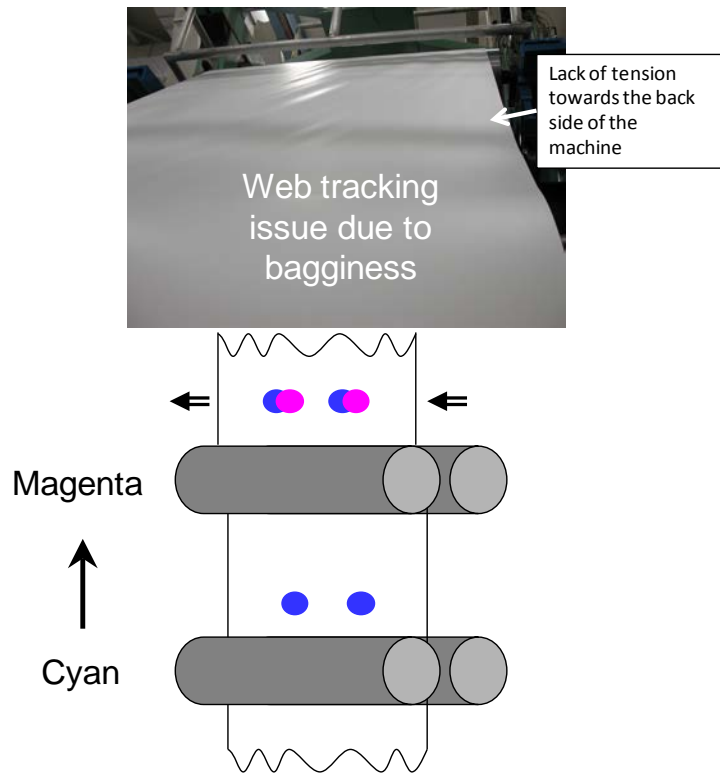 Lack of tension
towards the back
side of the
machine
Web tracking
issue due to
bagginess
Magenta
Cyan